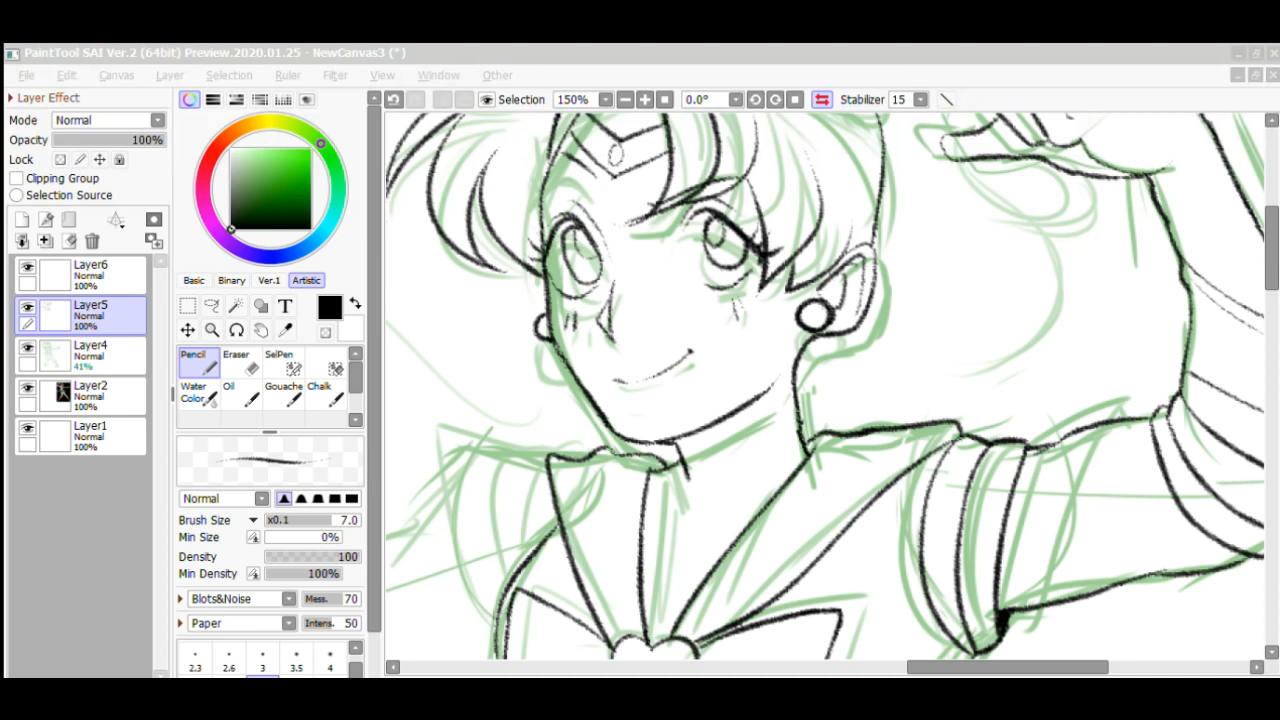 PaintTool SAI Ver.2 (64bit) Preview.2020.01.25 - NewCanvas3 (*)
File Edit Canvas Layer Selection Ruler Filter View Window Other
Layer Effect
Selection 150% 0.0° Stabilizer 15
Mode Normal
Opacity 100%
Lock
Clipping Group
Selection Source
Layer6
Normal
100%
Layer5
Normal
100%
Layer4
Normal
41%
Layer2
Normal
100%
Layer1
Normal
100%
Basic Binary Ver.1 Artistic
T
Pencil Eraser SelPen
Water Color Oil Gouache Chalk
Normal
Brush Size x0.1 7.0
Min Size 0%
Density 100
Min Density 100%
Blots&Noise Mess. 70
Paper Intens. 50
2.3 2.6 3 3.5 4